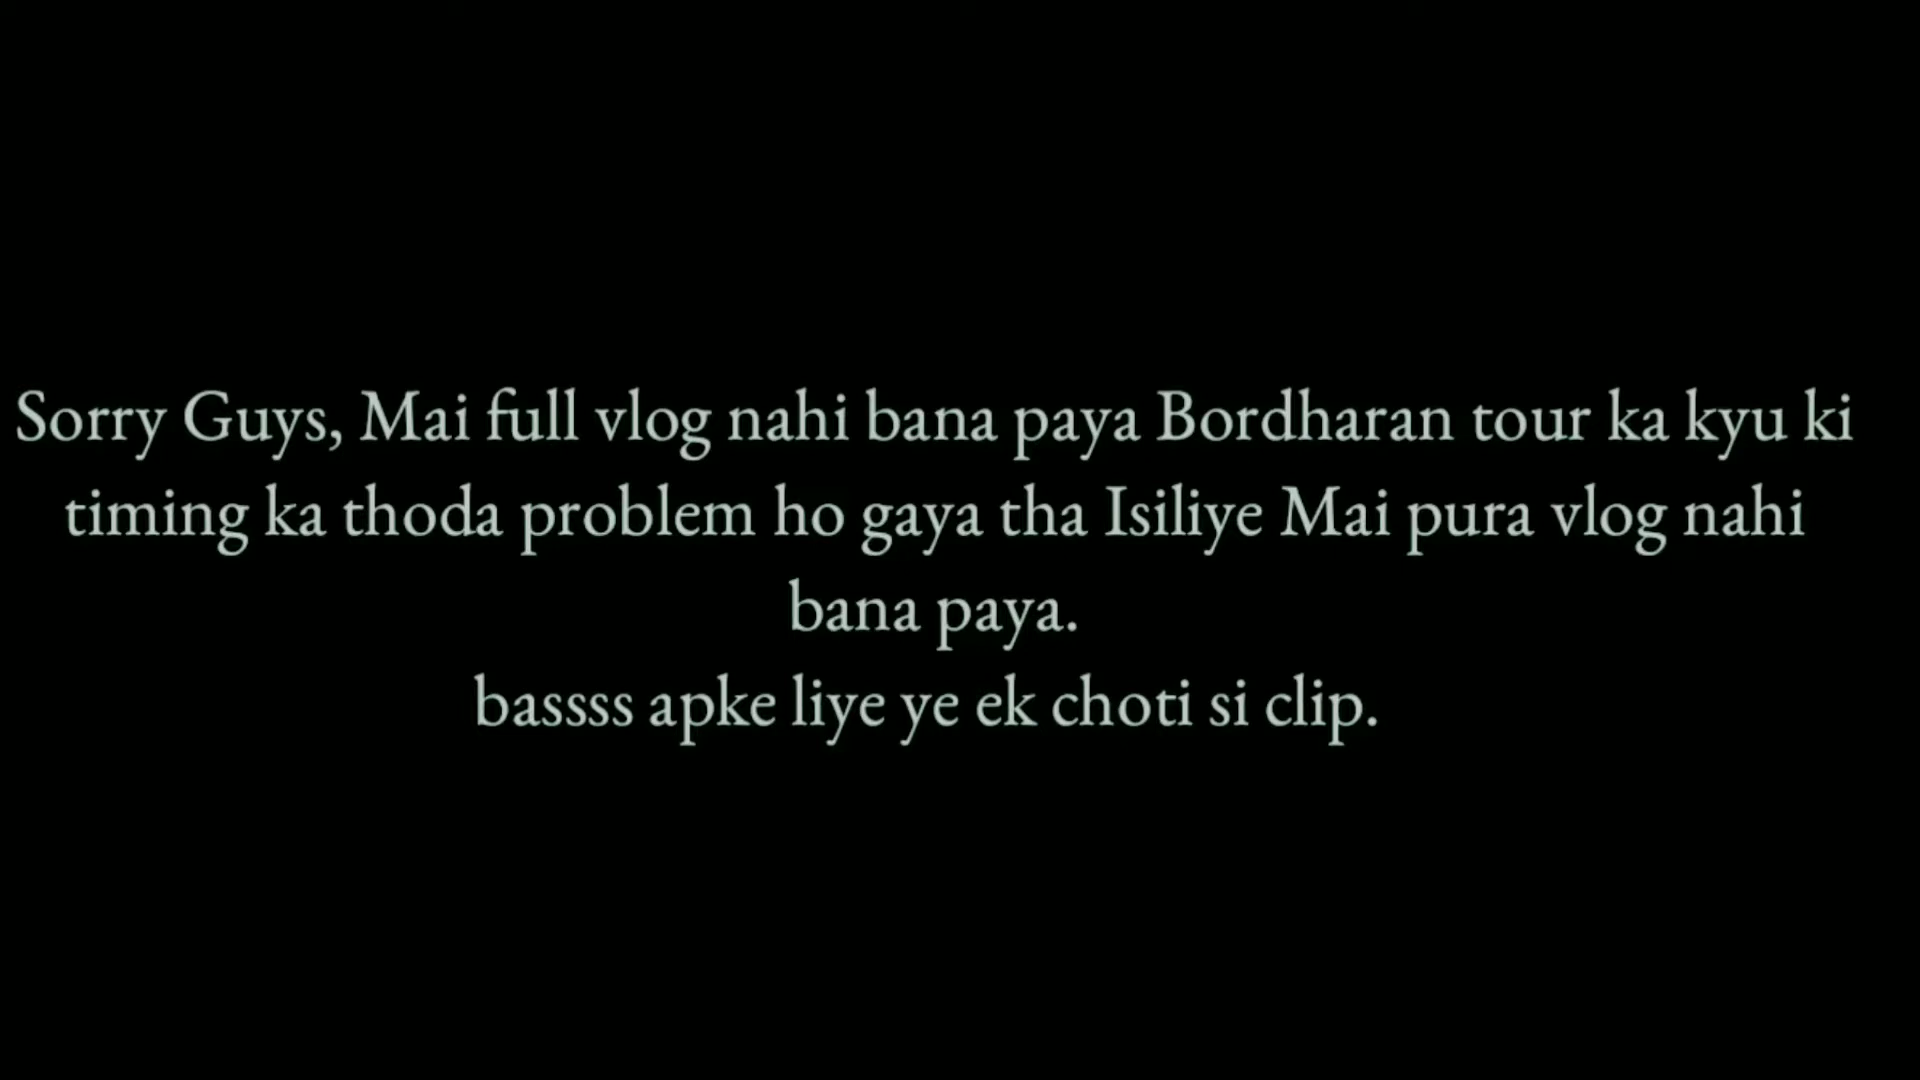 Sorry Guys, Mai full vlog nahi bana paya Bordharan tour ka kyu ki
timing ka thoda problem ho gaya tha Isiliye Mai pura vlog nahi
bana paya.
bassss apke liye ye ek choti si clip.